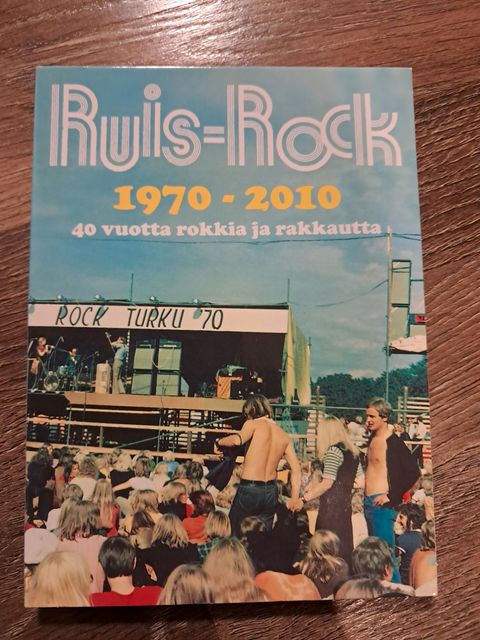 Ruis=Rock
1970 - 2010
40 vuotta rokkia ja rakkautta
ROCK TURKU '70